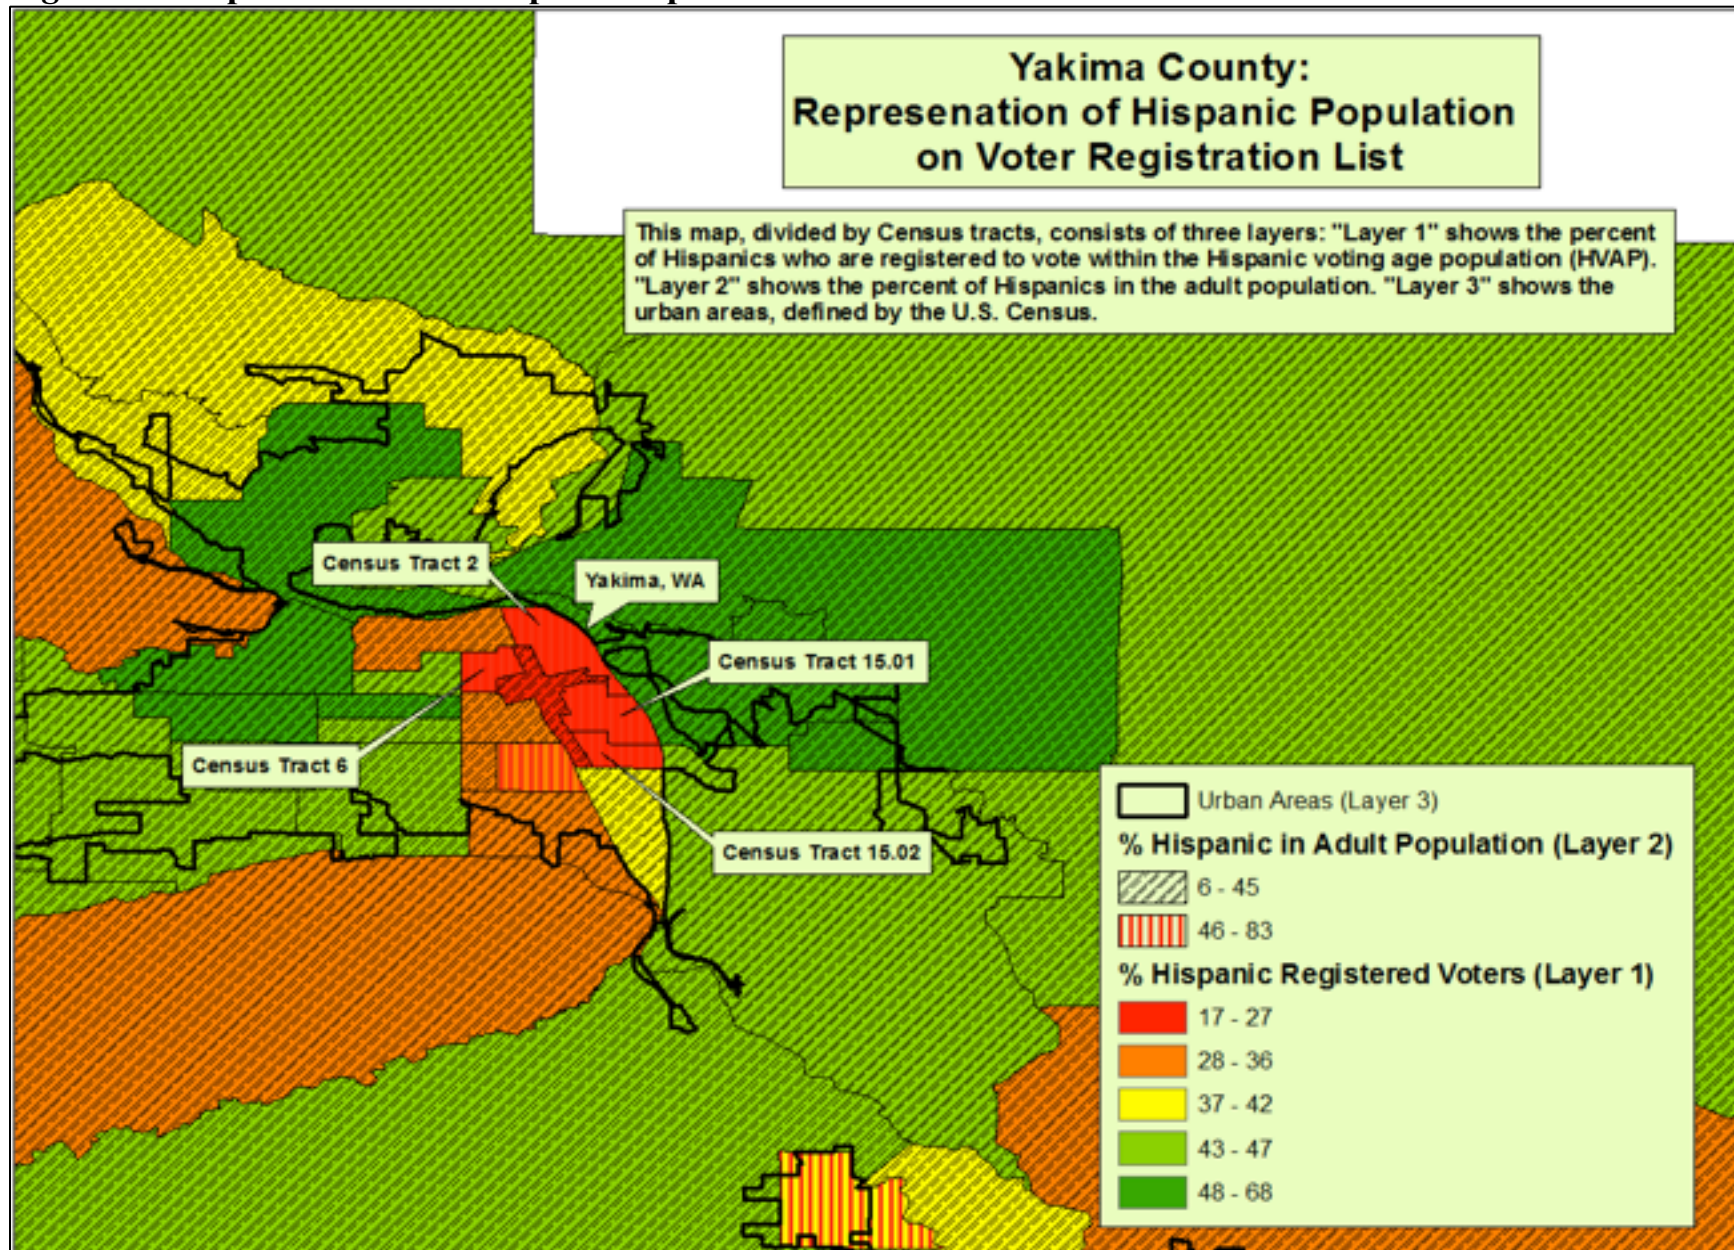 Yakima County:
Represenation of Hispanic Population
on Voter Registration List
This map, divided by Census tracts, consists of three layers: "Layer 1" shows the percent
of Hispanics who are registered to vote within the Hispanic voting age population (HVAP).
"Layer 2" shows the percent of Hispanics in the adult population. "Layer 3" shows the
urban areas, defined by the U.S. Census.
Census Tract 2
Yakima, WA
Census Tract 15.01
Census Tract 6
Census Tract 15.02
Urban Areas (Layer 3)
% Hispanic in Adult Population (Layer 2)
6 - 45
46 - 83
% Hispanic Registered Voters (Layer 1)
17 - 27
28 - 36
37 - 42
43 - 47
48 - 68